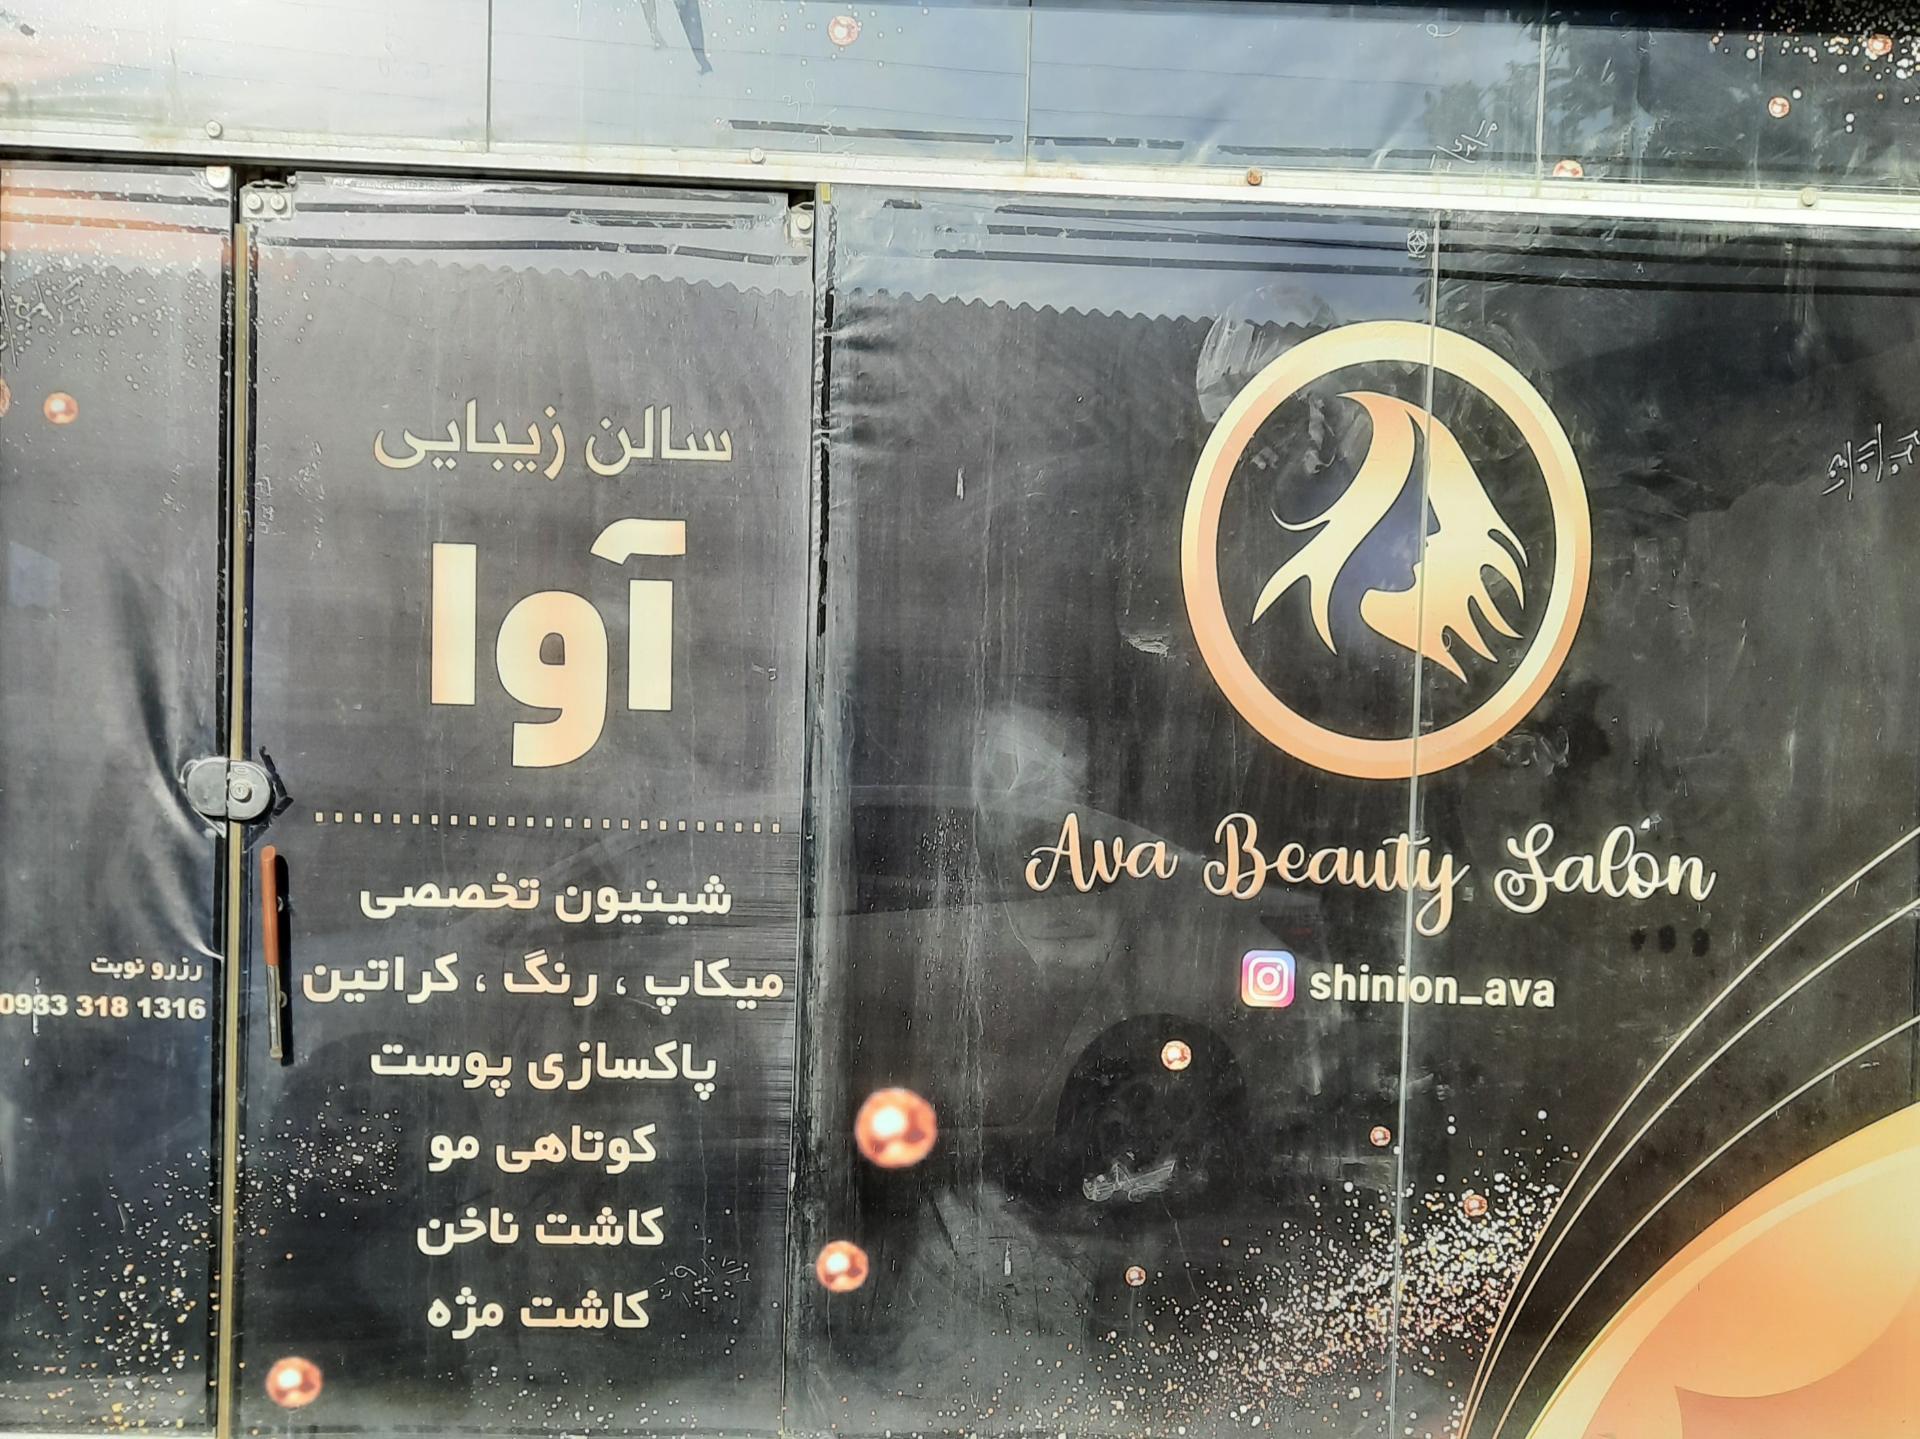 سالن زیبایی
آوا
شینیون تخصصی
میکاپ ، رنگ ، کراتین
پاکسازی پوست
کوتاهی مو
کاشت ناخن
کاشت مژه
رزرو نوبت
0933 318 1316
Ava Beauty Salon
shinion_ava